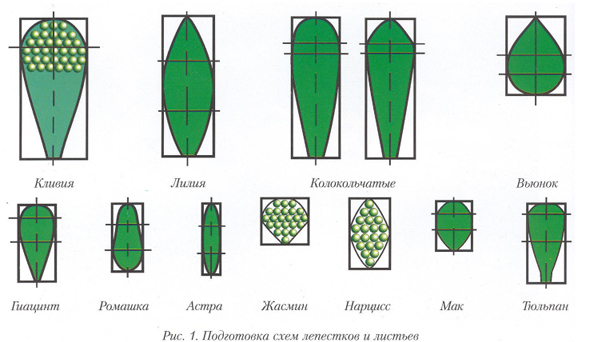 Кливия Лилия Колокольчатые Вьюнок
Гиацинт Ромашка Астра Жасмин Нарцисс Мак Тюльпан
Рис. 1. Подготовка схем лепестков и листьев